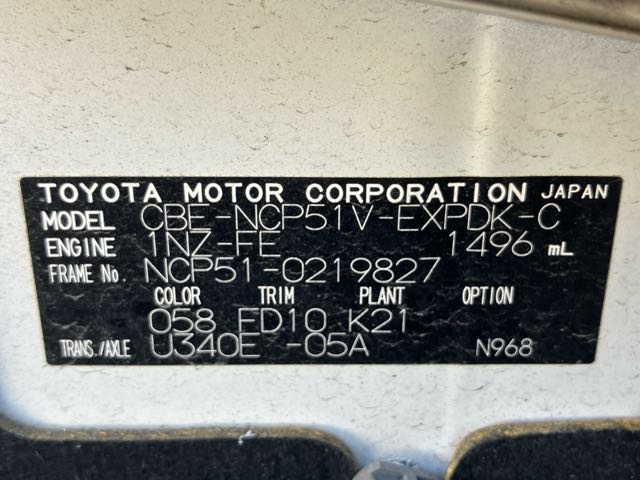 TOYOTA MOTOR CORPORATION JAPAN
MODEL CBE-NCP51V-EXPDK-C
ENGINE 1NZ-FE 1496 mL
FRAME No. NCP51-0219827
COLOR TRIM PLANT OPTION
058 FD10 K21
TRANS./AXLE U340E -05A N968